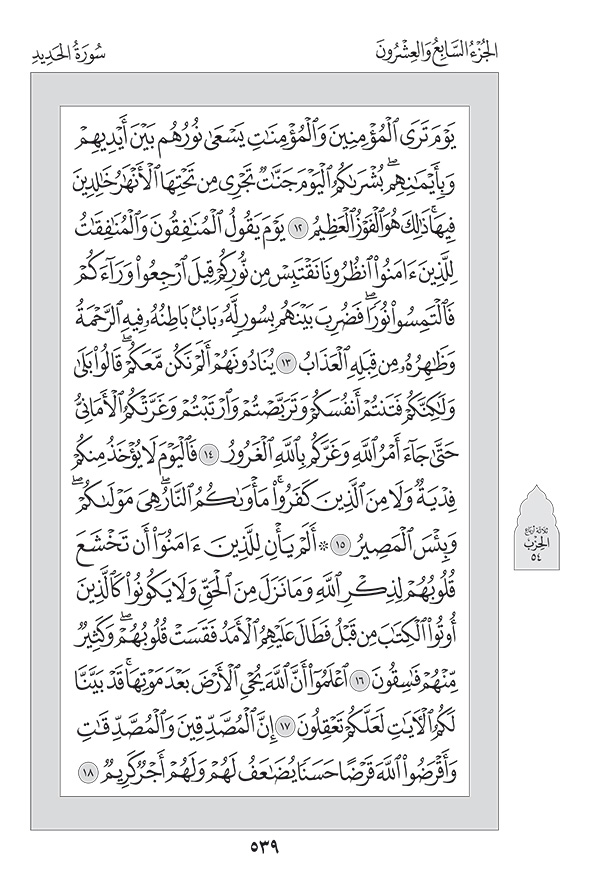 الجُزْءُ السَّابِعُ وَالعِشْرُونَ
سُورَةُ الحَدِيدِ
يَوْمَ تَرَى ٱلْمُؤْمِنِينَ وَٱلْمُؤْمِنَٰتِ يَسْعَىٰ نُورُهُم بَيْنَ أَيْدِيهِمْ
وَبِأَيْمَٰنِهِمۖ بُشْرَىٰكُمُ ٱلْيَوْمَ جَنَّٰتٌ تَجْرِى مِن تَحْتِهَا ٱلْأَنْهَٰرُ خَٰلِدِينَ
فِيهَاۚ ذَٰلِكَ هُوَ ٱلْفَوْزُ ٱلْعَظِيمُ ١٢ يَوْمَ يَقُولُ ٱلْمُنَٰفِقُونَ وَٱلْمُنَٰفِقَٰتُ
لِلَّذِينَ ءَامَنُوا۟ ٱنظُرُونَا نَقْتَبِسْ مِن نُّورِكُمْ قِيلَ ٱرْجِعُوا۟ وَرَآءَكُمْ
فَٱلْتَمِسُوا۟ نُورًاۖ فَضُرِبَ بَيْنَهُم بِسُورٍ لَّهُۥ بَابٌۢ بَاطِنُهُۥ فِيهِ ٱلرَّحْمَةُ
وَظَٰهِرُهُۥ مِن قِبَلِهِ ٱلْعَذَابُ ١٣ يُنَادُونَهُمْ أَلَمْ نَكُن مَّعَكُمْۖ قَالُوا۟ بَلَىٰ
وَلَٰكِنَّكُمْ فَتَنتُمْ أَنفُسَكُمْ وَتَرَبَّصْتُمْ وَٱرْتَبْتُمْ وَغَرَّتْكُمُ ٱلْأَمَانِىُّ
حَتَّىٰ جَآءَ أَمْرُ ٱللَّهِ وَغَرَّكُم بِٱللَّهِ ٱلْغَرُورُ ١٤ فَٱلْيَوْمَ لَا يُؤْخَذُ مِنكُمْ
فِدْيَةٌ وَلَا مِنَ ٱلَّذِينَ كَفَرُوا۟ۚ مَأْوَىٰكُمُ ٱلنَّارُۖ هِىَ مَوْلَىٰكُمْۖ
وَبِئْسَ ٱلْمَصِيرُ ١٥ ۞ أَلَمْ يَأْنِ لِلَّذِينَ ءَامَنُوٓا۟ أَن تَخْشَعَ
قُلُوبُهُمْ لِذِكْرِ ٱللَّهِ وَمَا نَزَلَ مِنَ ٱلْحَقِّ وَلَا يَكُونُوا۟ كَٱلَّذِينَ
أُوتُوا۟ ٱلْكِتَٰبَ مِن قَبْلُ فَطَالَ عَلَيْهِمُ ٱلْأَمَدُ فَقَسَتْ قُلُوبُهُمْۖ وَكَثِيرٌ
مِّنْهُمْ فَٰسِقُونَ ١٦ ٱعْلَمُوٓا۟ أَنَّ ٱللَّهَ يُحْىِ ٱلْأَرْضَ بَعْدَ مَوْتِهَاۚ قَدْ بَيَّنَّا
لَكُمُ ٱلْءَايَٰتِ لَعَلَّكُمْ تَعْقِلُونَ ١٧ إِنَّ ٱلْمُصَّدِّقِينَ وَٱلْمُصَّدِّقَٰتِ
وَأَقْرَضُوا۟ ٱللَّهَ قَرْضًا حَسَنًا يُضَٰعَفُ لَهُمْ وَلَهُمْ أَجْرٌ كَرِيمٌ ١٨
ثلاثة أرباع
الحِزْب
٥٤
٥٣٩